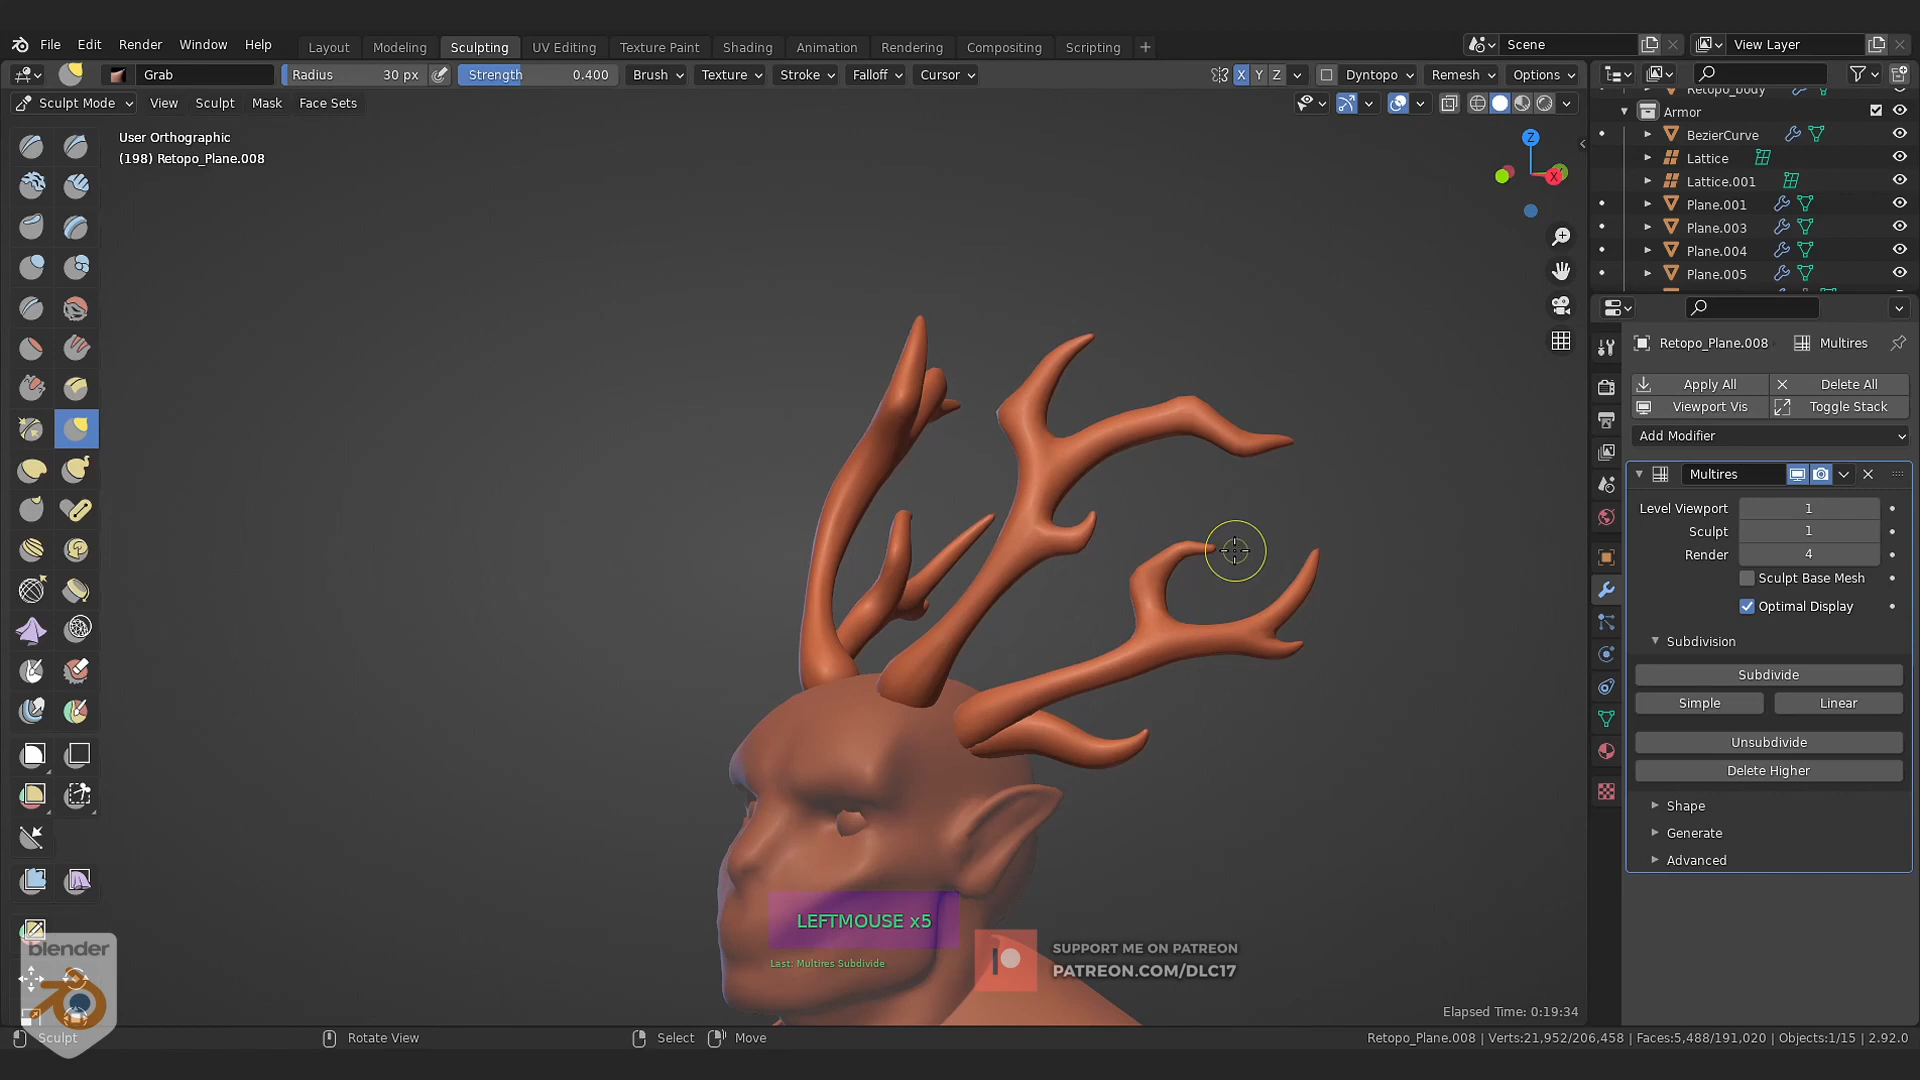 File Edit Render Window Help
Layout Modeling Sculpting UV Editing Texture Paint Shading Animation Rendering Compositing Scripting +
Scene
View Layer
Grab
Radius 30 px
Strength 0.400
Brush Texture Stroke Falloff Cursor
X Y Z
Dyntopo Remesh Options
Sculpt Mode View Sculpt Mask Face Sets
User Orthographic
(198) Retopo_Plane.008
Z
X
Retopo_body
Armor
BezierCurve
Lattice
Lattice.001
Plane.001
Plane.003
Plane.004
Plane.005
Retopo_Plane.008 Multires
Apply All Delete All
Viewport Vis Toggle Stack
Add Modifier
Multires
Level Viewport 1
Sculpt 1
Render 4
Sculpt Base Mesh
Optimal Display
Subdivision
Subdivide
Simple Linear
Unsubdivide
Delete Higher
Shape
Generate
Advanced
LEFTMOUSE x5
Last: Multires Subdivide
SUPPORT ME ON PATREON
PATREON.COM/DLC17
blender
Elapsed Time: 0:19:34
Sculpt Rotate View Select Move
Retopo_Plane.008 | Verts:21,952/206,458 | Faces:5,488/191,020 | Objects:1/15 | 2.92.0